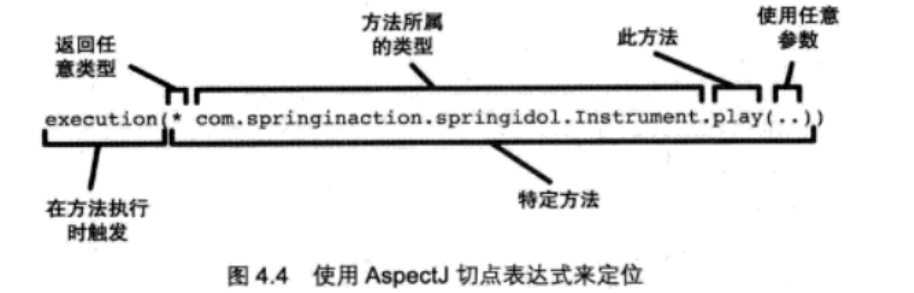 方法所属
的类型
使用任意
参数
返回任
意类型
此方法
execution(* com.springinaction.springidol.Instrument.play(..))
在方法执行
时触发
特定方法
图 4.4 使用 AspectJ 切点表达式来定位